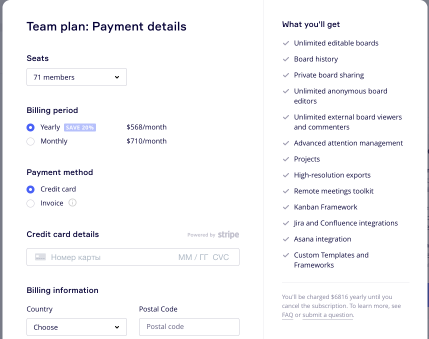 Team plan: Payment details
Seats
71 members
Billing period
Yearly SAVE 20% $568/month
Monthly $710/month
Payment method
Credit card
Invoice
Credit card details Powered by stripe
Номер карты ММ / ГГ CVC
Billing information
Country Postal Code
Choose Postal code
What you'll get
Unlimited editable boards
Board history
Private board sharing
Unlimited anonymous board
editors
Unlimited external board viewers
and commenters
Advanced attention management
Projects
High-resolution exports
Remote meetings toolkit
Kanban Framework
Jira and Confluence integrations
Asana integration
Custom Templates and
Frameworks
You'll be charged $6816 yearly until you
cancel the subscription. To learn more, see
FAQ or submit a question.